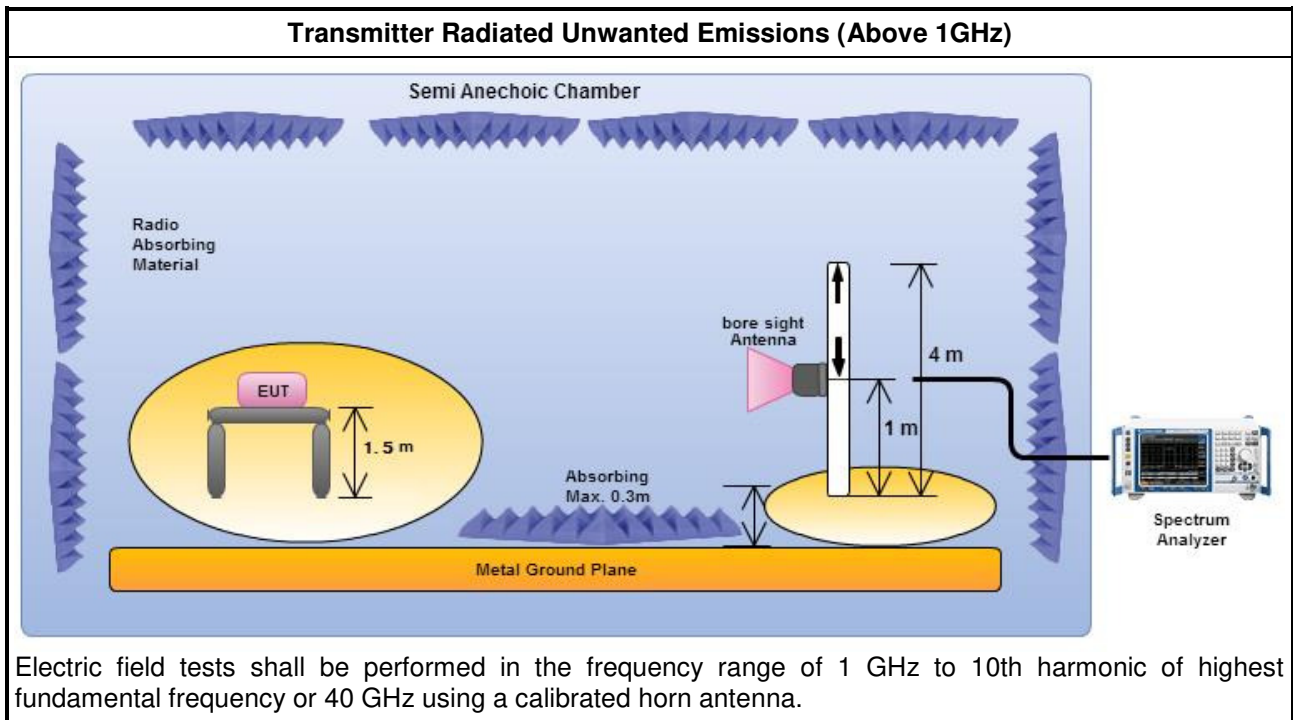 Transmitter Radiated Unwanted Emissions (Above 1GHz)
Semi Anechoic Chamber
Radio
Absorbing
Material
bore sight
Antenna
4 m
EUT
1. 5 m
1 m
Absorbing
Max. 0.3m
Spectrum
Analyzer
Metal Ground Plane
Electric field tests shall be performed in the frequency range of 1 GHz to 10th harmonic of highest
fundamental frequency or 40 GHz using a calibrated horn antenna.